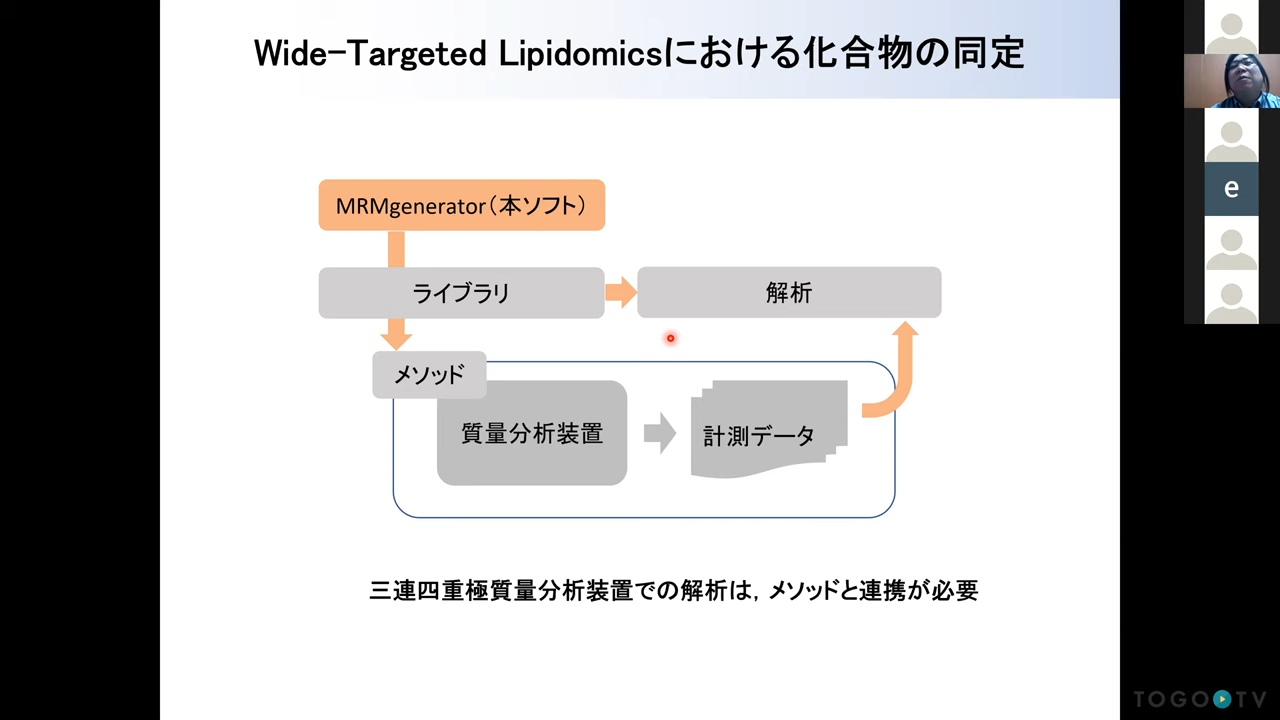 Wide-Targeted Lipidomicsにおける化合物の同定
MRMgenerator（本ソフト）
ライブラリ
解析
メソッド
質量分析装置
計測データ
三連四重極質量分析装置での解析は，メソッドと連携が必要
e
TOGO TV